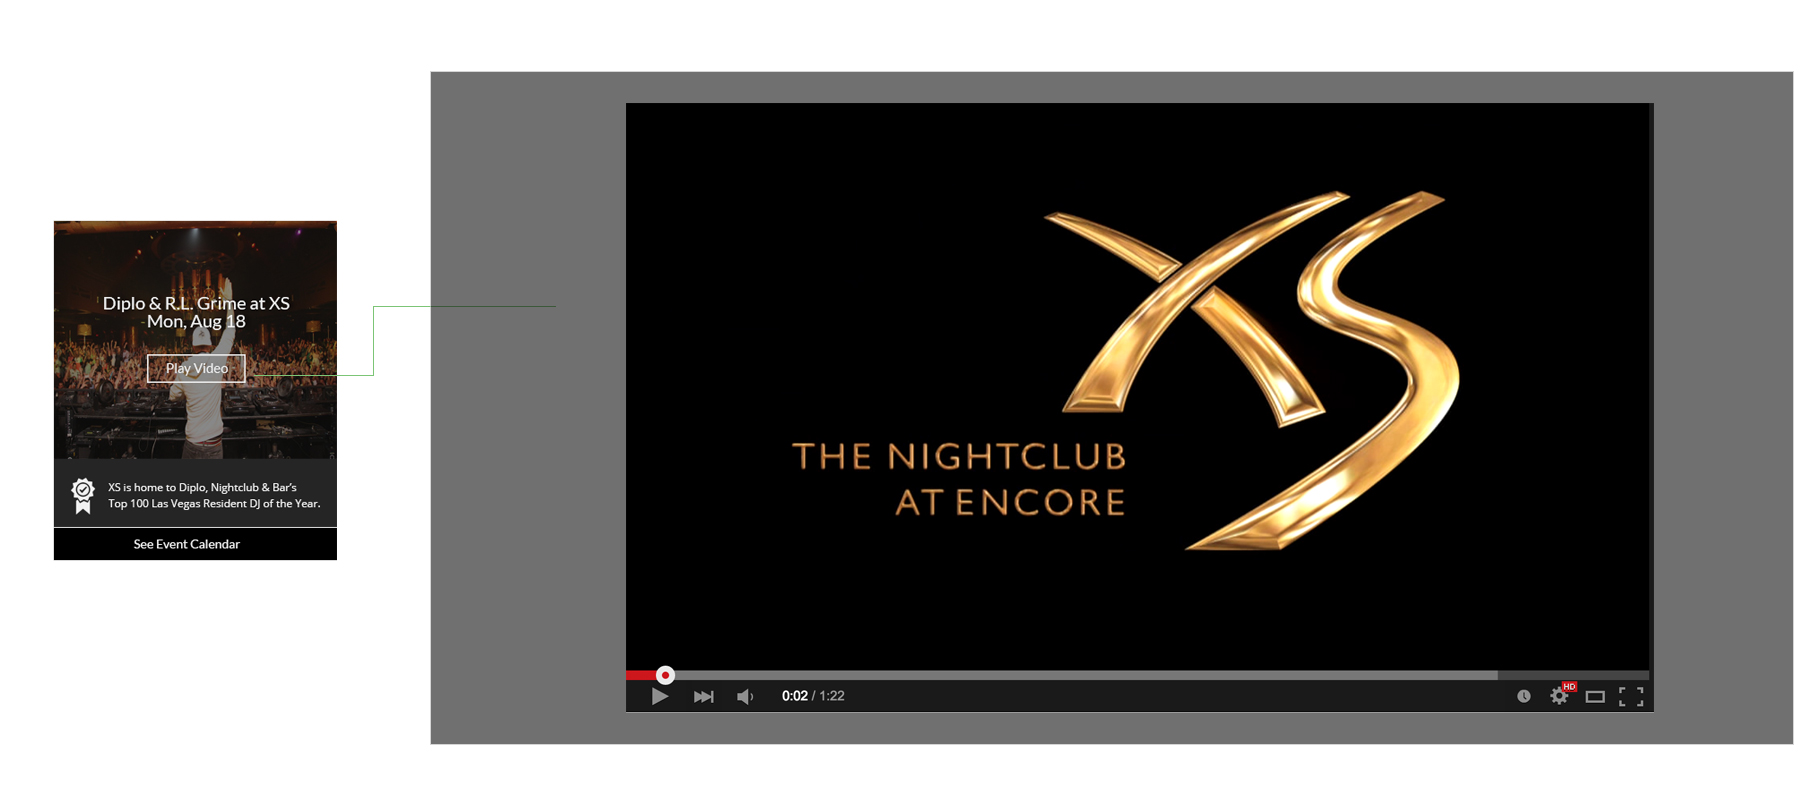 Diplo & R.L. Grime at XS
Mon, Aug 18
Play Video
XS is home to Diplo, Nightclub & Bar's
Top 100 Las Vegas Resident DJ of the Year.
See Event Calendar
XS
THE NIGHTCLUB
AT ENCORE
0:02 / 1:22
HD